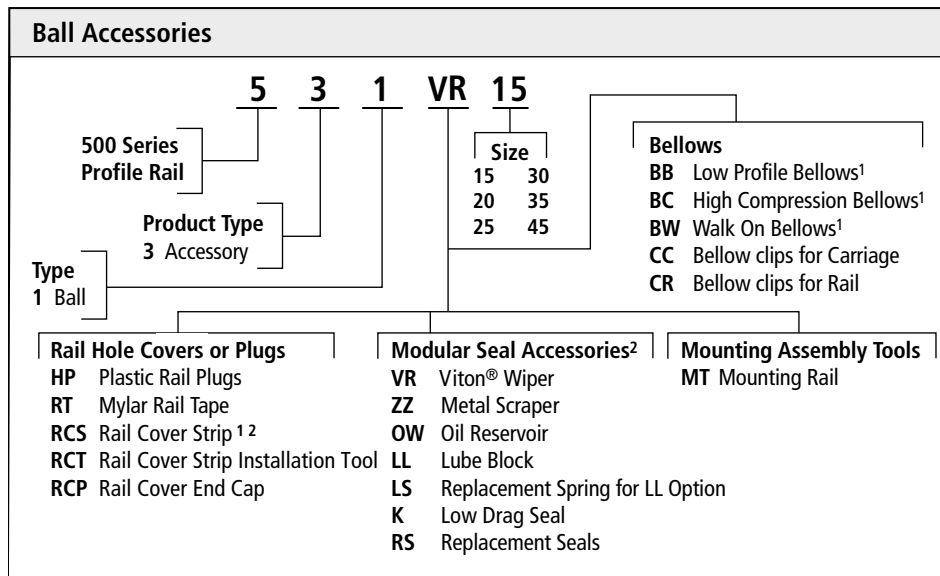 Ball Accessories
5 3 1 VR 15
500 Series
Profile Rail
Product Type
3 Accessory
Type
1 Ball
Size
15 30
20 35
25 45
Bellows
BB Low Profile Bellows¹
BC High Compression Bellows¹
BW Walk On Bellows¹
CC Bellow clips for Carriage
CR Bellow clips for Rail
Rail Hole Covers or Plugs
HP Plastic Rail Plugs
RT Mylar Rail Tape
RCS Rail Cover Strip ¹ ²
RCT Rail Cover Strip Installation Tool
RCP Rail Cover End Cap
Modular Seal Accessories²
VR Viton® Wiper
ZZ Metal Scraper
OW Oil Reservoir
LL Lube Block
LS Replacement Spring for LL Option
K Low Drag Seal
RS Replacement Seals
Mounting Assembly Tools
MT Mounting Rail